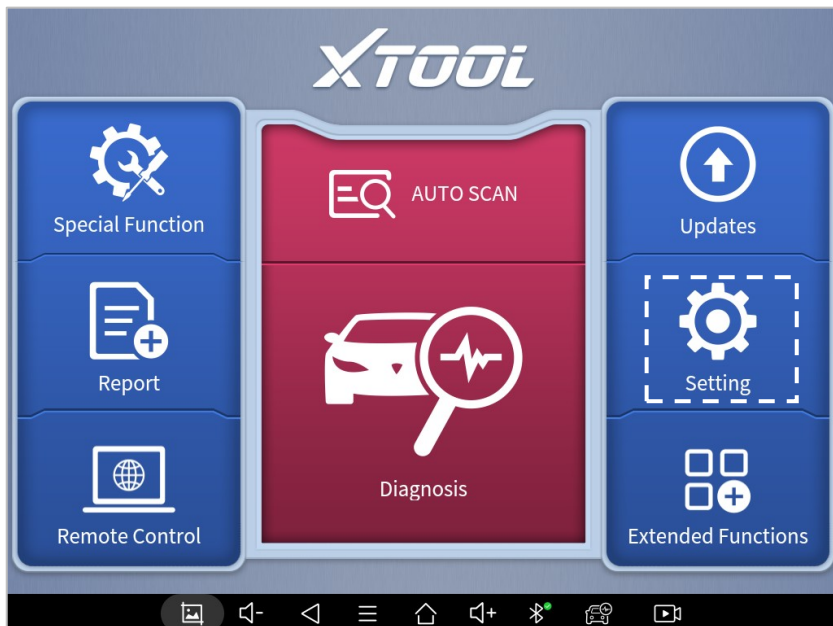 XTOOL
Special Function
Report
Remote Control
AUTO SCAN
Diagnosis
Updates
Setting
Extended Functions